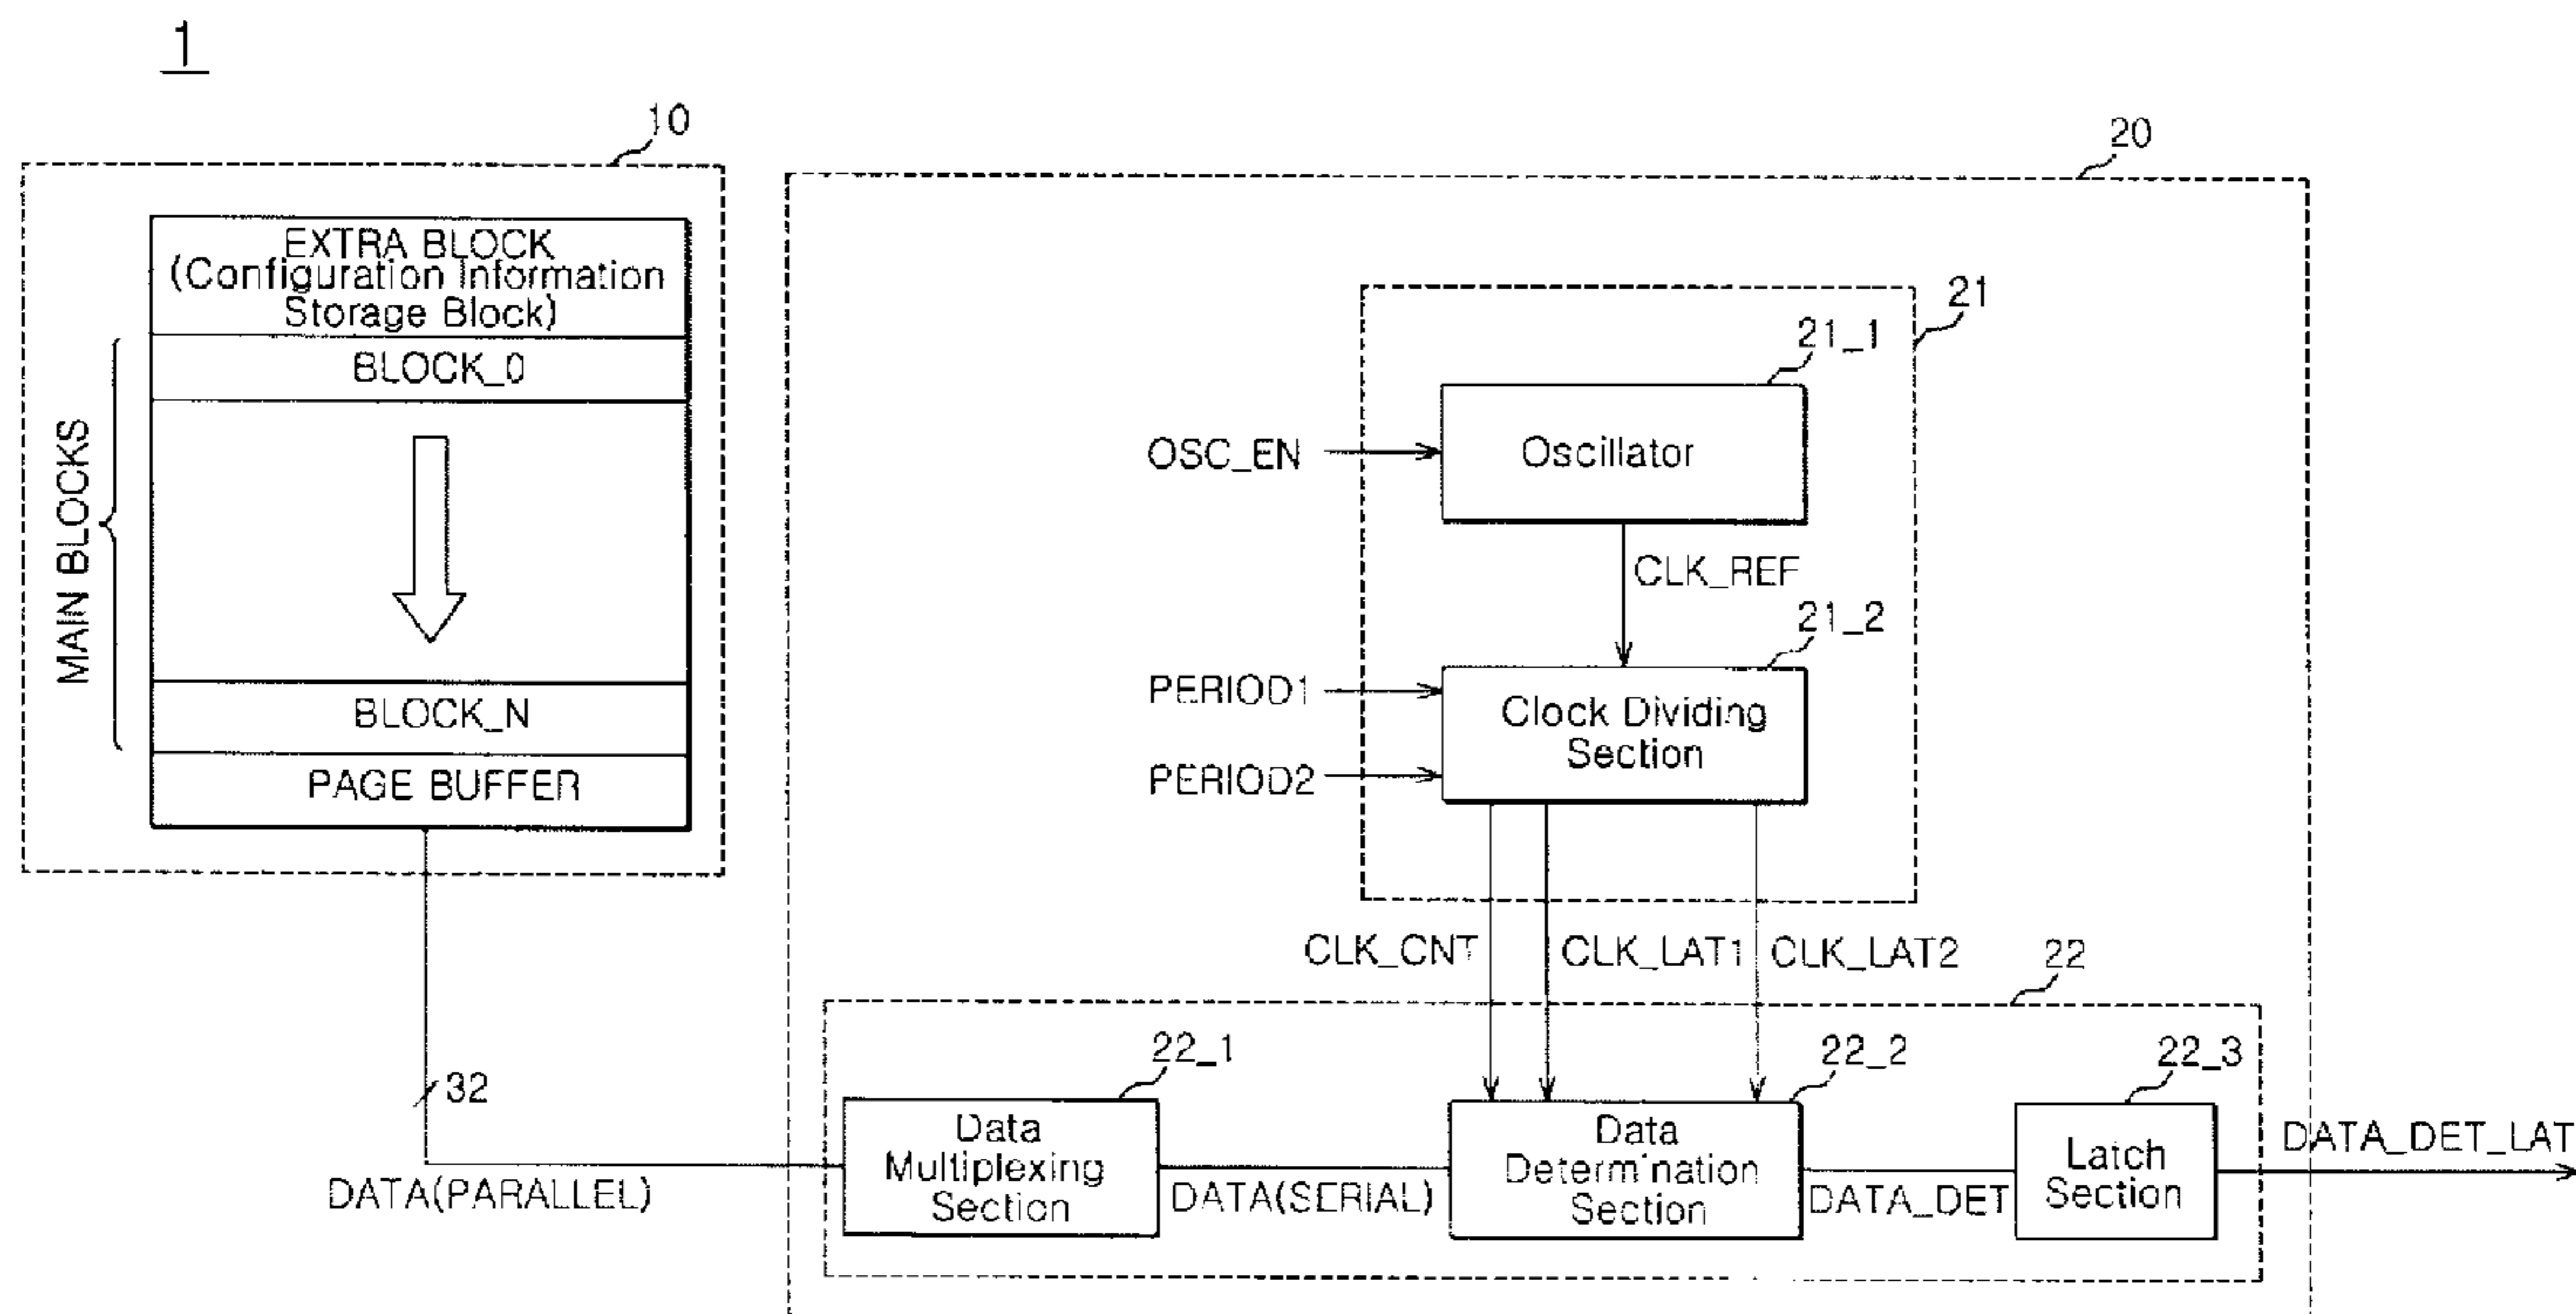 1
10
20
EXTRA BLOCK
(Configuration Information
Storage Block)
BLOCK_0
MAIN BLOCKS
BLOCK_N
PAGE BUFFER
32
DATA(PARALLEL)
21
21_1
OSC_EN
Oscillator
CLK_REF
21_2
PERIOD1
PERIOD2
Clock Dividing
Section
CLK_CNT
CLK_LAT1
CLK_LAT2
22
22_1
Data
Multiplexing
Section
DATA(SERIAL)
22_2
Data
Determination
Section
DATA_DET
22_3
Latch
Section
DATA_DET_LAT